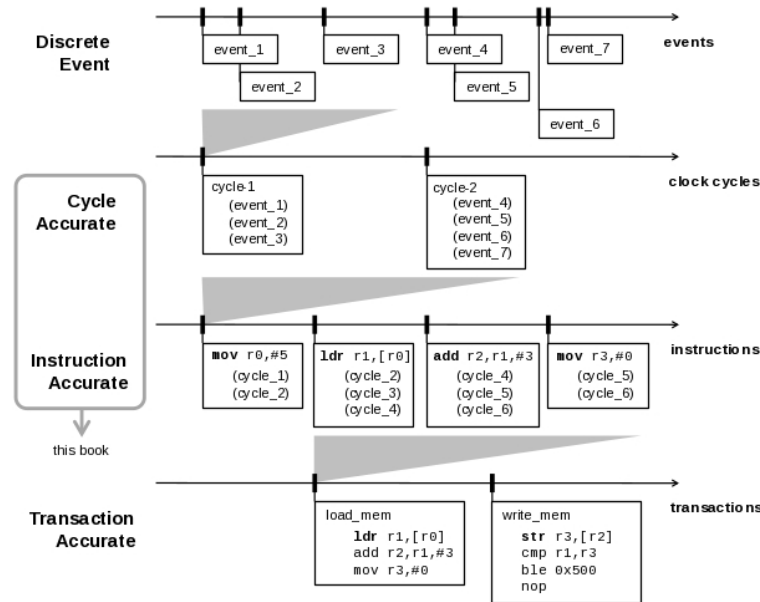 Discrete
Event
event_1
event_2
event_3
event_4
event_5
event_6
event_7
events
Cycle
Accurate
cycle-1
(event_1)
(event_2)
(event_3)
cycle-2
(event_4)
(event_5)
(event_6)
(event_7)
clock cycles
Instruction
Accurate
this book
mov r0,#5
(cycle_1)
(cycle_2)
ldr r1,[r0]
(cycle_2)
(cycle_3)
(cycle_4)
add r2,r1,#3
(cycle_4)
(cycle_5)
(cycle_6)
mov r3,#0
(cycle_5)
(cycle_6)
instructions
Transaction
Accurate
load_mem
ldr r1,[r0]
add r2,r1,#3
mov r3,#0
write_mem
str r3,[r2]
cmp r1,r3
ble 0x500
nop
transactions